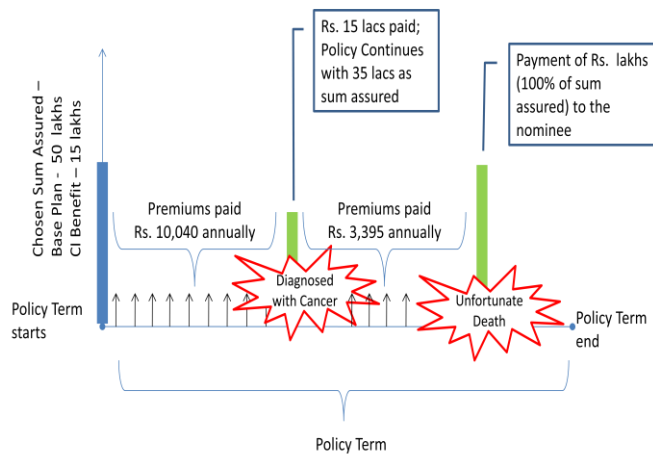 Chosen Sum Assured –
Base Plan - 50 lakhs
CI Benefit – 15 lakhs
Rs. 15 lacs paid;
Policy Continues
with 35 lacs as
sum assured
Payment of Rs.  lakhs
(100% of sum
assured) to the
nominee
Premiums paid
Rs. 10,040 annually
Premiums paid
Rs. 3,395 annually
Diagnosed
with Cancer
Unfortunate
Death
Policy Term
starts
Policy Term
end
Policy Term